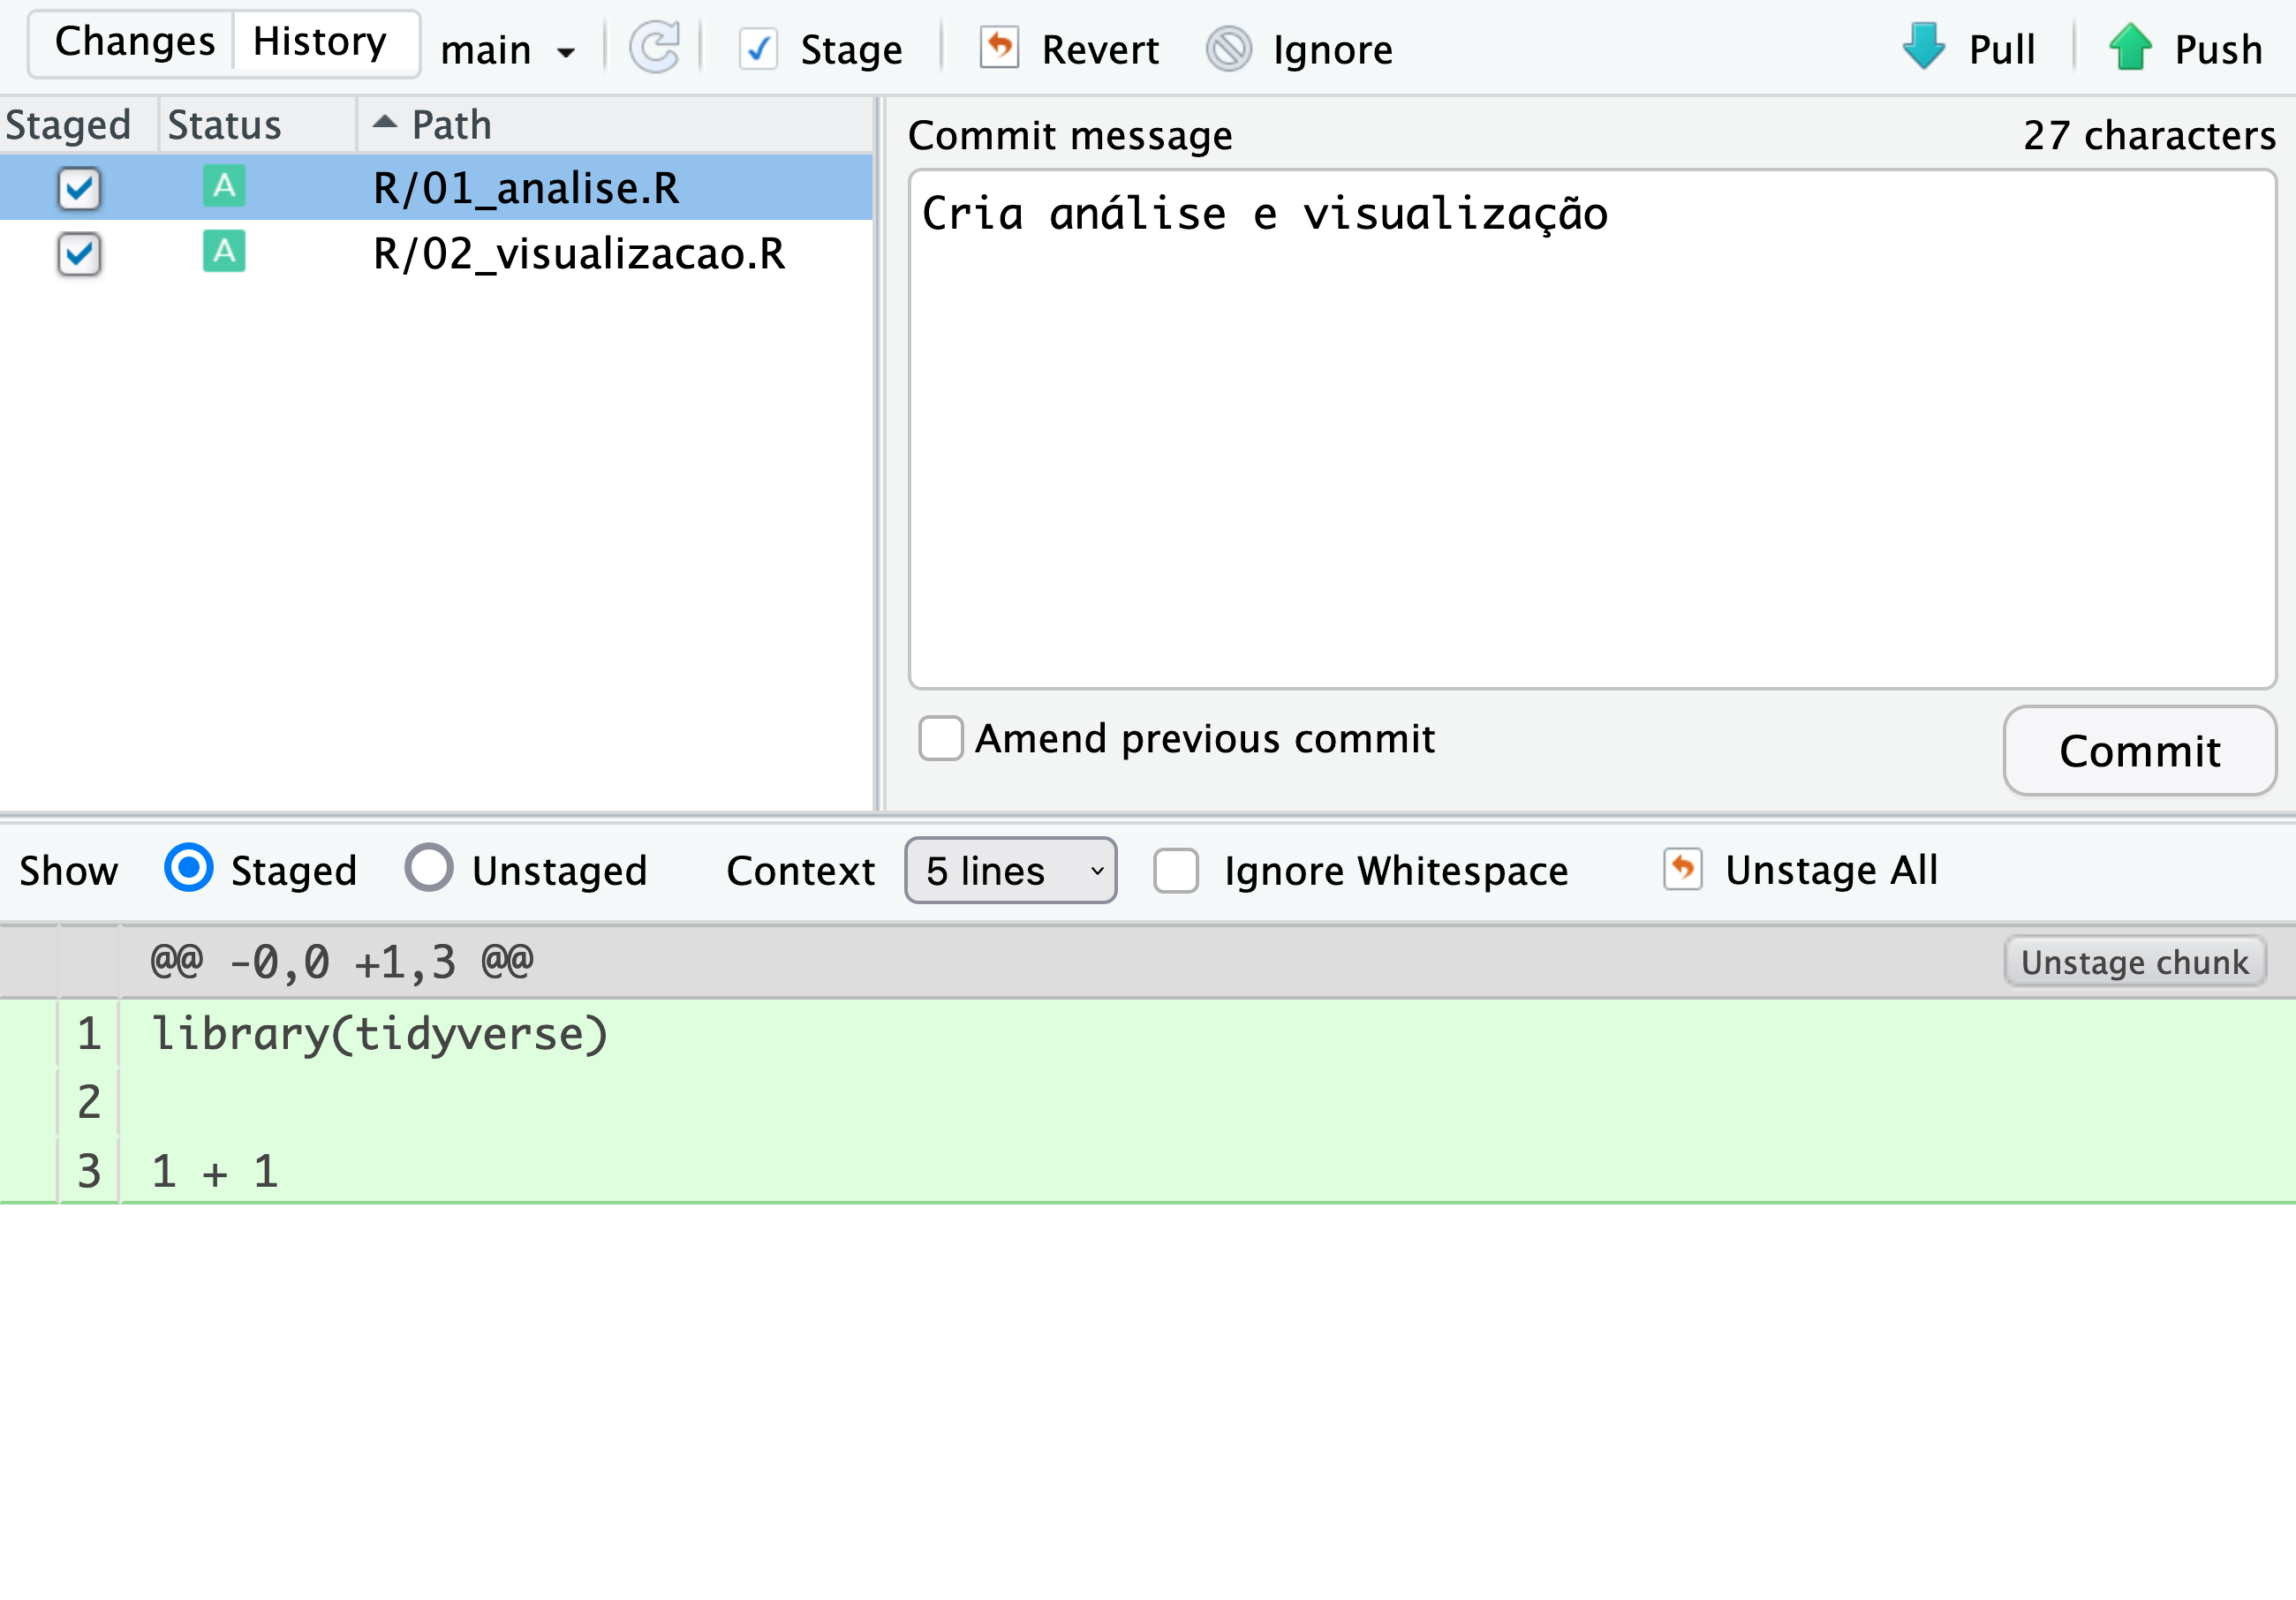 Changes History main Stage Revert Ignore Pull Push
Staged Status Path
A R/01_analise.R
A R/02_visualizacao.R
Commit message 27 characters
Cria análise e visualização
Amend previous commit Commit
Show Staged Unstaged Context 5 lines Ignore Whitespace Unstage All
@@ -0,0 +1,3 @@ Unstage chunk
1 library(tidyverse)
2
3 1 + 1